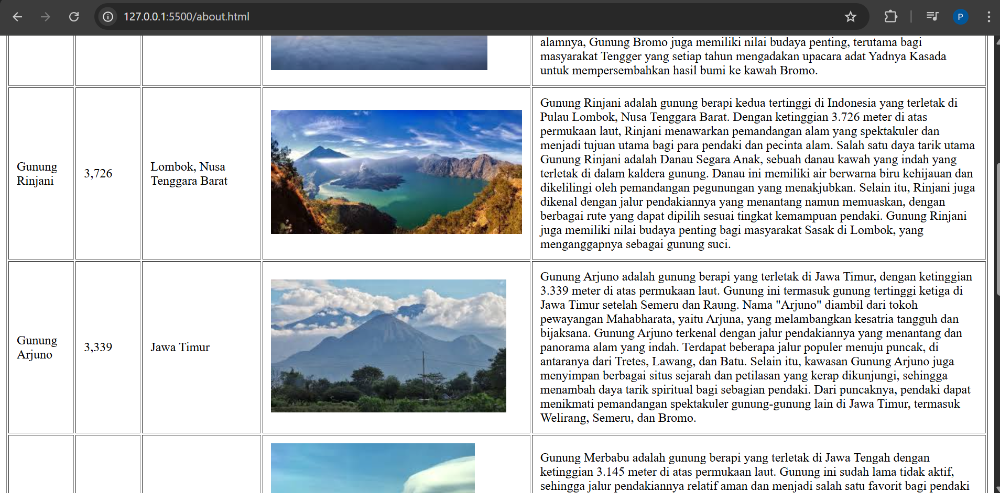 127.0.0.1:5500/about.html
P
alamnya, Gunung Bromo juga memiliki nilai budaya penting, terutama bagi
masyarakat Tengger yang setiap tahun mengadakan upacara adat Yadnya Kasada
untuk mempersembahkan hasil bumi ke kawah Bromo.
Gunung
Rinjani
3,726
Lombok, Nusa
Tenggara Barat
Gunung Rinjani adalah gunung berapi kedua tertinggi di Indonesia yang terletak di
Pulau Lombok, Nusa Tenggara Barat. Dengan ketinggian 3.726 meter di atas
permukaan laut, Rinjani menawarkan pemandangan alam yang spektakuler dan
menjadi tujuan utama bagi para pendaki dan pecinta alam. Salah satu daya tarik utama
Gunung Rinjani adalah Danau Segara Anak, sebuah danau kawah yang indah yang
terletak di dalam kaldera gunung. Danau ini memiliki air berwarna biru kehijauan dan
dikelilingi oleh pemandangan pegunungan yang menakjubkan. Selain itu, Rinjani juga
dikenal dengan jalur pendakiannya yang menantang namun memuaskan, dengan
berbagai rute yang dapat dipilih sesuai tingkat kemampuan pendaki. Gunung Rinjani
juga memiliki nilai budaya penting bagi masyarakat Sasak di Lombok, yang
menganggapnya sebagai gunung suci.
Gunung
Arjuno
3,339
Jawa Timur
Gunung Arjuno adalah gunung berapi yang terletak di Jawa Timur, dengan ketinggian
3.339 meter di atas permukaan laut. Gunung ini termasuk gunung tertinggi ketiga di
Jawa Timur setelah Semeru dan Raung. Nama "Arjuno" diambil dari tokoh
pewayangan Mahabharata, yaitu Arjuna, yang melambangkan kesatria tangguh dan
bijaksana. Gunung Arjuno terkenal dengan jalur pendakiannya yang menantang dan
panorama alam yang indah. Terdapat beberapa jalur populer menuju puncak, di
antaranya dari Tretes, Lawang, dan Batu. Selain itu, kawasan Gunung Arjuno juga
menyimpan berbagai situs sejarah dan petilasan yang kerap dikunjungi, sehingga
menambah daya tarik spiritual bagi sebagian pendaki. Dari puncaknya, pendaki dapat
menikmati pemandangan spektakuler gunung-gunung lain di Jawa Timur, termasuk
Welirang, Semeru, dan Bromo.
Gunung Merbabu adalah gunung berapi yang terletak di Jawa Tengah dengan
ketinggian 3.145 meter di atas permukaan laut. Gunung ini sudah lama tidak aktif,
sehingga jalur pendakiannya relatif aman dan menjadi salah satu favorit bagi pendaki